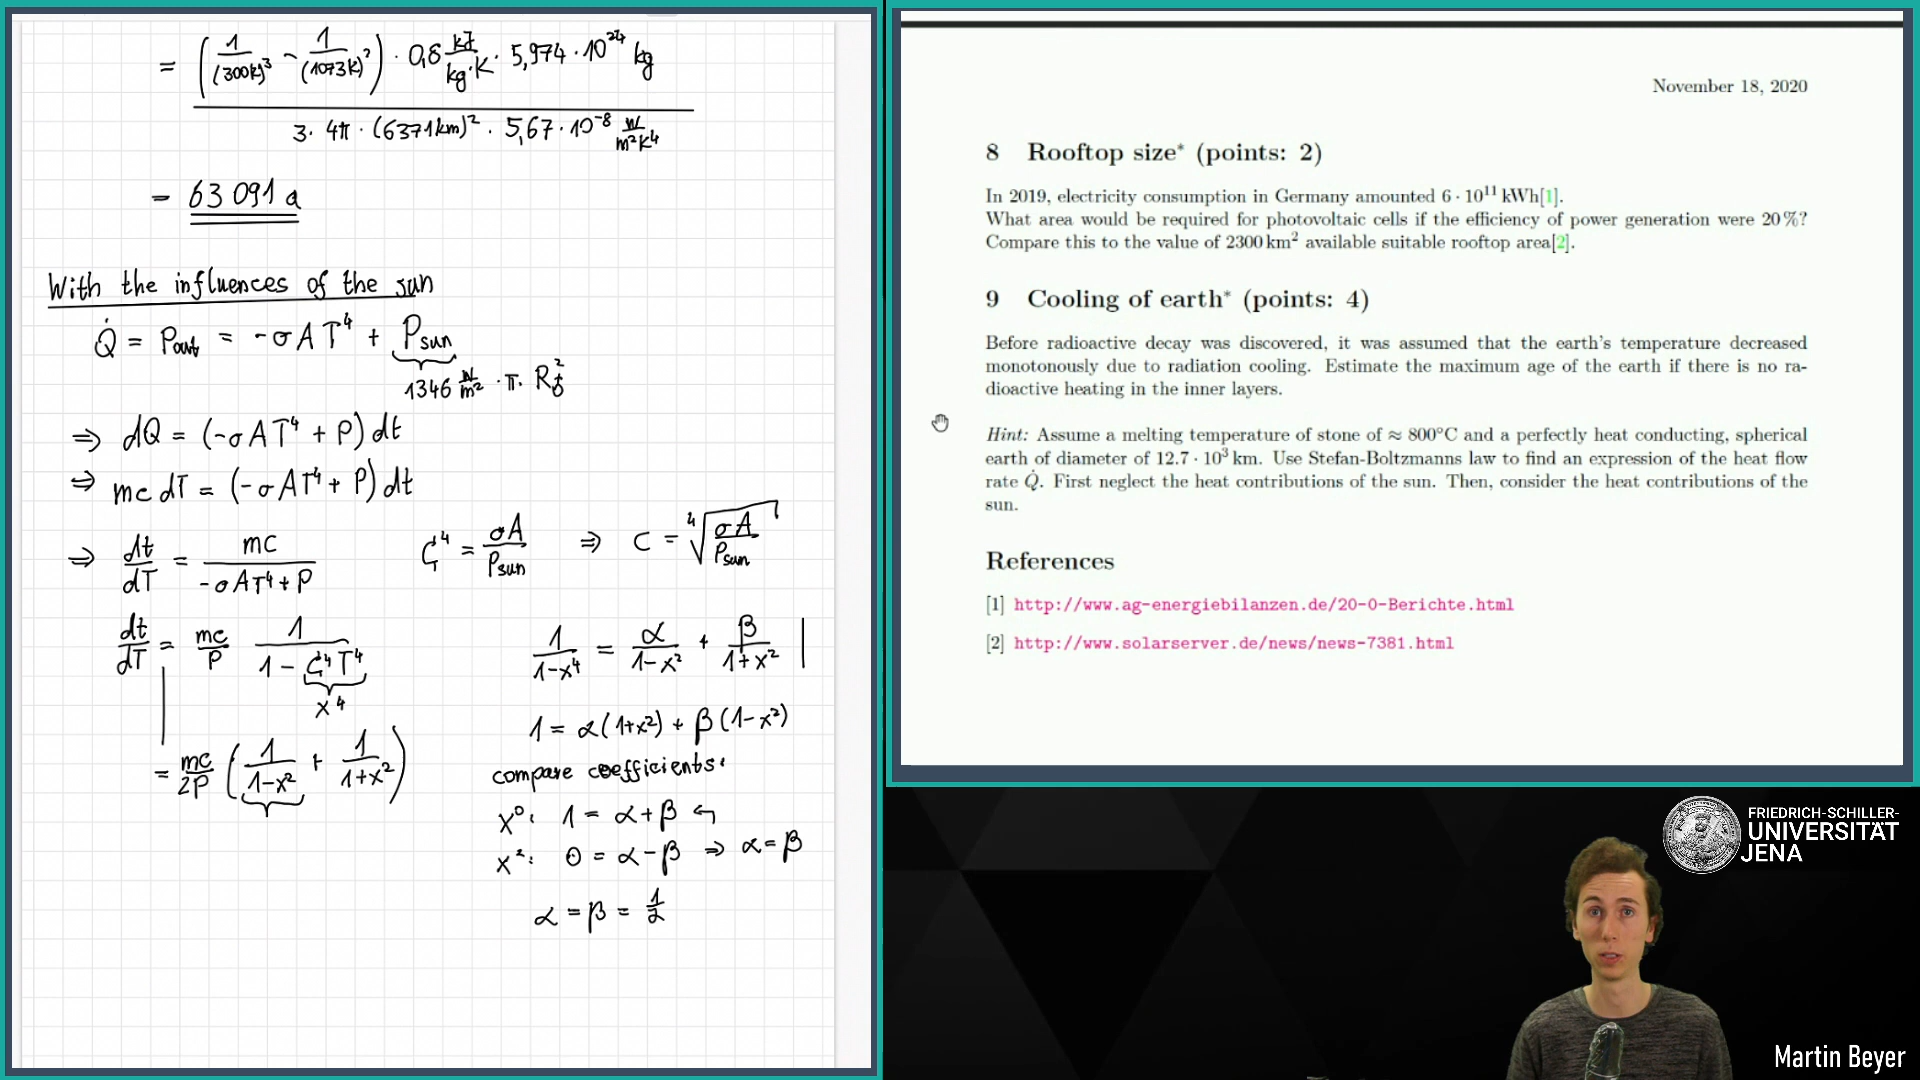 = (1/(300K)³ - 1/(1073K)²) · 0,8 kJ/kg·K · 5,974 · 10²⁴ kg
3 · 4π · (6371km)² · 5,67 · 10⁻⁸ W/m²K⁴
= 63 091 a
With the influences of the sun
Q̇ = Pout = -σ A T⁴ + Psun
1346 W/m² · π · R♁²
⇒ dQ = (-σ A T⁴ + P) dt
⇒ mc dT = (-σ A T⁴ + P) dt
⇒ dt/dT = mc/(-σ A T⁴ + P)
C⁴ = σA/Psun ⇒ C = ⁴√(σA/Psun)
dt/dT = mc/P 1/(1 - C⁴T⁴)
x⁴
= mc/2P (1/(1-x²) + 1/(1+x²))
1/(1-x⁴) = α/(1-x²) + β/(1+x²) |
1 = α(1+x²) + β(1-x²)
compare coefficients:
x⁰: 1 = α+β ↩
x²: 0 = α-β ⇒ α=β
α = β = 1/2
November 18, 2020
8 Rooftop size* (points: 2)
In 2019, electricity consumption in Germany amounted 6 · 10¹¹ kWh[1].
What area would be required for photovoltaic cells if the efficiency of power generation were 20 %?
Compare this to the value of 2300 km² available suitable rooftop area[2].
9 Cooling of earth* (points: 4)
Before radioactive decay was discovered, it was assumed that the earth's temperature decreased
monotonously due to radiation cooling. Estimate the maximum age of the earth if there is no ra-
dioactive heating in the inner layers.
Hint: Assume a melting temperature of stone of ≈ 800°C and a perfectly heat conducting, spherical
earth of diameter of 12.7 · 10³ km. Use Stefan-Boltzmanns law to find an expression of the heat flow
rate Q̇. First neglect the heat contributions of the sun. Then, consider the heat contributions of the
sun.
References
[1] http://www.ag-energiebilanzen.de/20-0-Berichte.html
[2] http://www.solarserver.de/news/news-7381.html
FRIEDRICH-SCHILLER-
UNIVERSITÄT
JENA
Martin Beyer